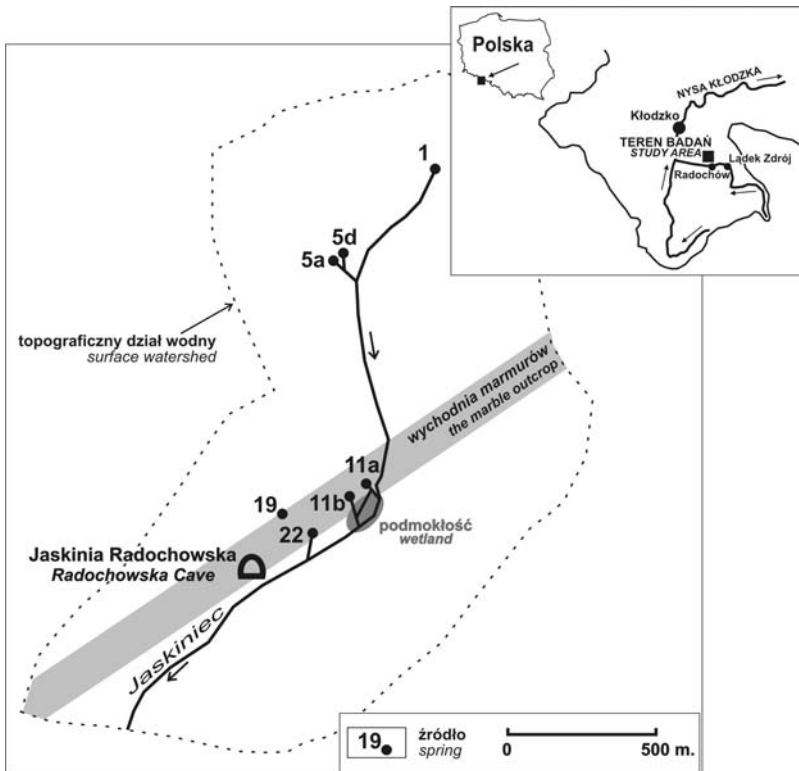 Polska
NYSA KŁODZKA
Kłodzko
TEREN BADAŃ
STUDY AREA
Lądek Zdrój
Radochów
1
5d
5a
topograficzny dział wodny
surface watershed
wychodnia marmurów
the marble outcrop
11a
11b
19
22
podmokłość
wetland
Jaskinia Radochowska
Radochowska Cave
Jaskiniec
19
źródło
spring
0
500 m.